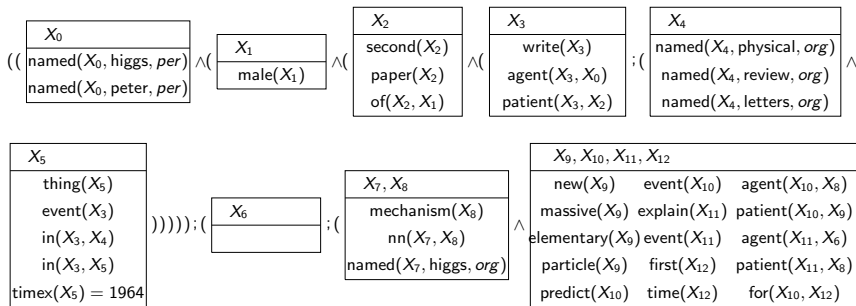 ((
X0
named(X0, higgs, per)
named(X0, peter, per)
∧(
X1
male(X1)
∧(
X2
second(X2)
paper(X2)
of(X2, X1)
∧(
X3
write(X3)
agent(X3, X0)
patient(X3, X2)
;(
X4
named(X4, physical, org)
named(X4, review, org)
named(X4, letters, org)
∧
X5
thing(X5)
event(X3)
in(X3, X4)
in(X3, X5)
timex(X5) = 1964
)))));(
X6
;(
X7, X8
mechanism(X8)
nn(X7, X8)
named(X7, higgs, org)
∧
X9, X10, X11, X12
new(X9) event(X10) agent(X10, X8)
massive(X9) explain(X11) patient(X10, X9)
elementary(X9) event(X11) agent(X11, X6)
particle(X9) first(X12) patient(X11, X8)
predict(X10) time(X12) for(X10, X12)